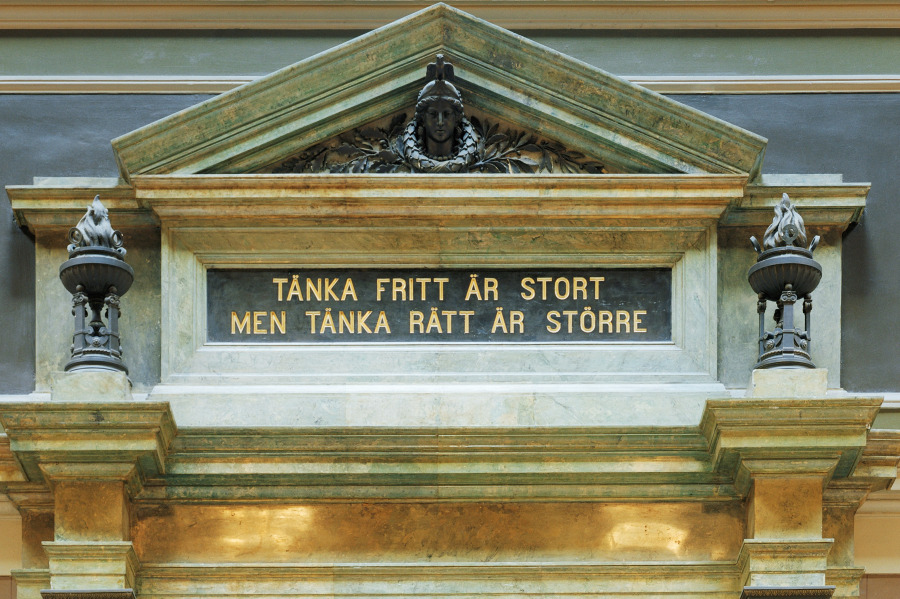 TÄNKA FRITT ÄR STORT
MEN TÄNKA RÄTT ÄR STÖRRE